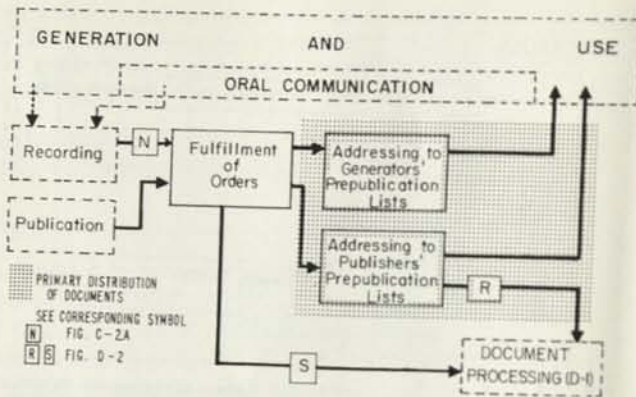 GENERATION AND USE
ORAL COMMUNICATION
Recording
N
Fulfillment
of
Orders
Addressing to
Generators'
Prepublication
Lists
Publication
Addressing to
Publishers'
Prepublication
Lists
R
PRIMARY DISTRIBUTION
OF DOCUMENTS
SEE CORRESPONDING SYMBOL
N FIG. C-2A
R S FIG. D-2
S
DOCUMENT
PROCESSING (D-1)